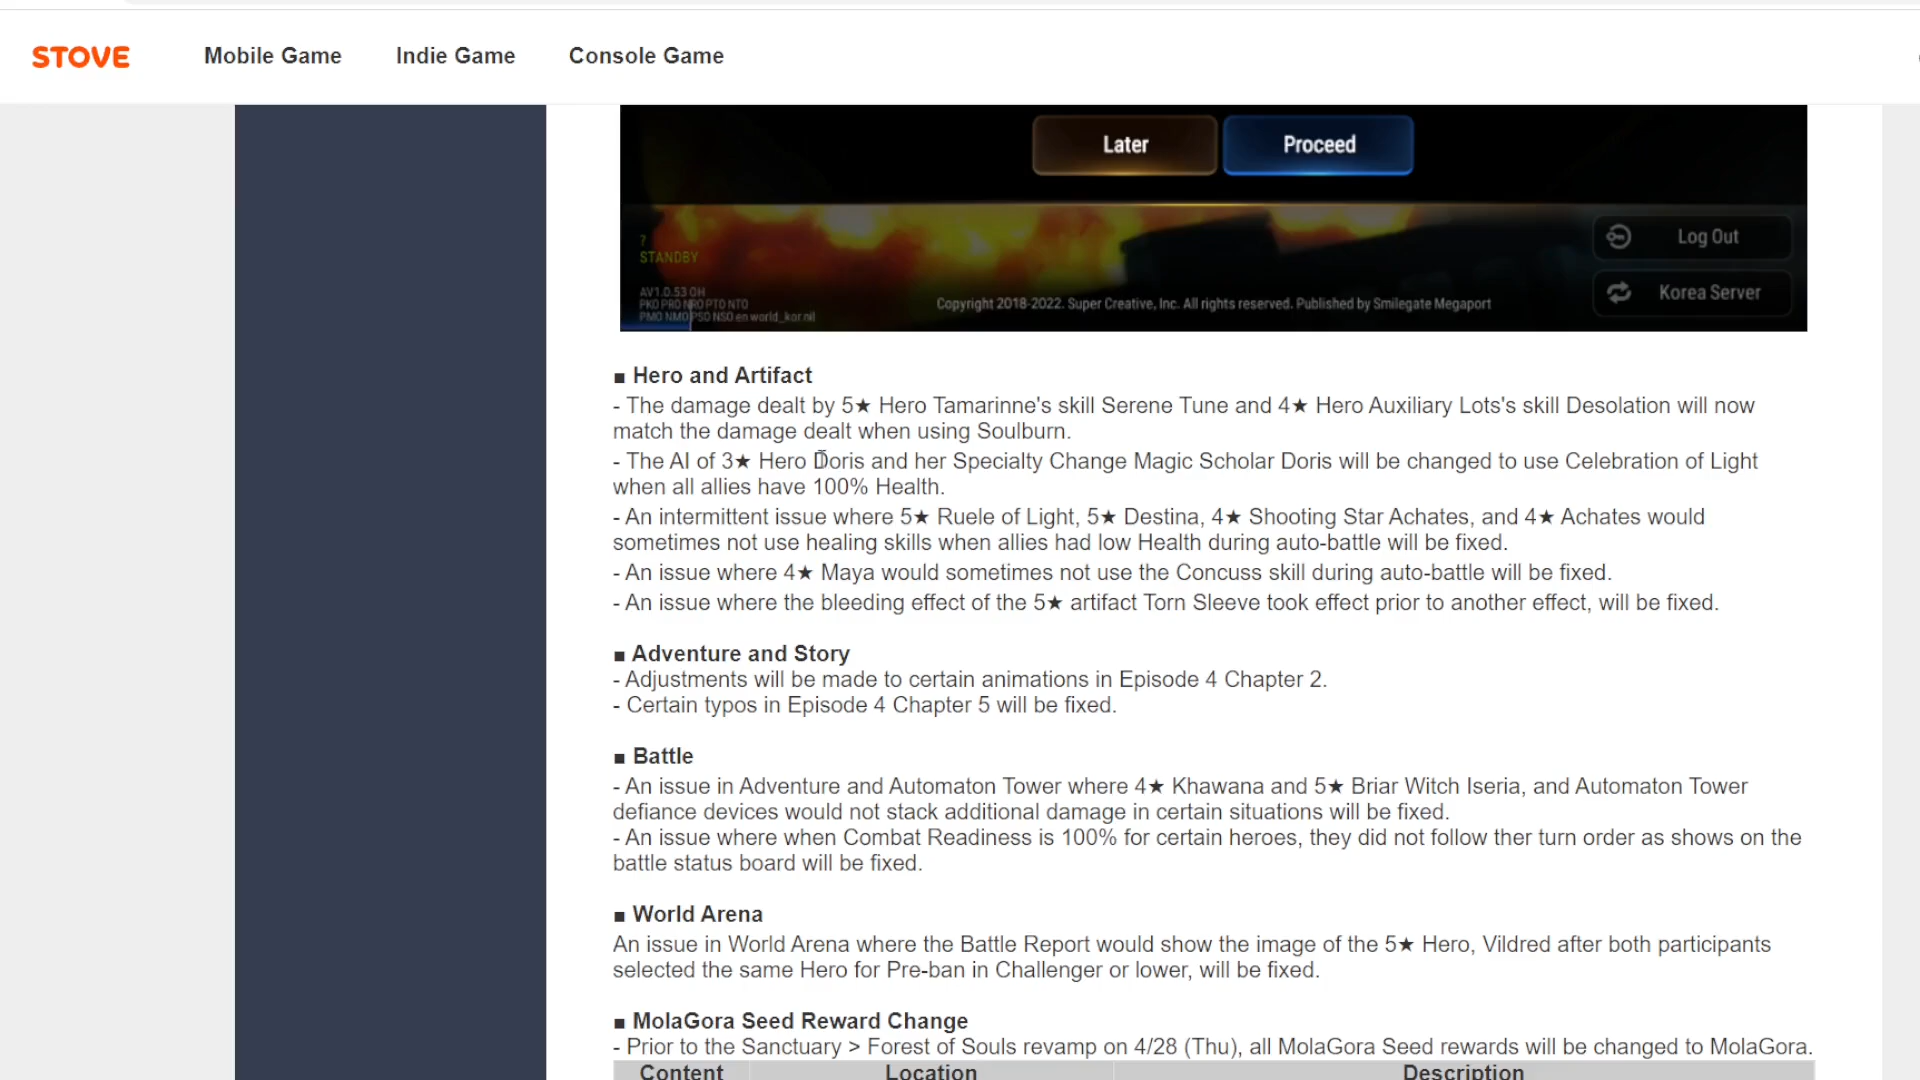 STOVE Mobile Game Indie Game Console Game
Later Proceed
?
STANDBY
Log Out
AV1.0.53 OH
PKO PRO NRO PTO NTO
PMO NMO PSO NSO en world_kor.nil
Copyright 2018-2022. Super Creative, Inc. All rights reserved. Published by Smilegate Megaport
Korea Server
■ Hero and Artifact
- The damage dealt by 5★ Hero Tamarinne's skill Serene Tune and 4★ Hero Auxiliary Lots's skill Desolation will now
match the damage dealt when using Soulburn.
- The AI of 3★ Hero Doris and her Specialty Change Magic Scholar Doris will be changed to use Celebration of Light
when all allies have 100% Health.
- An intermittent issue where 5★ Ruele of Light, 5★ Destina, 4★ Shooting Star Achates, and 4★ Achates would
sometimes not use healing skills when allies had low Health during auto-battle will be fixed.
- An issue where 4★ Maya would sometimes not use the Concuss skill during auto-battle will be fixed.
- An issue where the bleeding effect of the 5★ artifact Torn Sleeve took effect prior to another effect, will be fixed.
■ Adventure and Story
- Adjustments will be made to certain animations in Episode 4 Chapter 2.
- Certain typos in Episode 4 Chapter 5 will be fixed.
■ Battle
- An issue in Adventure and Automaton Tower where 4★ Khawana and 5★ Briar Witch Iseria, and Automaton Tower
defiance devices would not stack additional damage in certain situations will be fixed.
- An issue where when Combat Readiness is 100% for certain heroes, they did not follow ther turn order as shows on the
battle status board will be fixed.
■ World Arena
An issue in World Arena where the Battle Report would show the image of the 5★ Hero, Vildred after both participants
selected the same Hero for Pre-ban in Challenger or lower, will be fixed.
■ MolaGora Seed Reward Change
- Prior to the Sanctuary > Forest of Souls revamp on 4/28 (Thu), all MolaGora Seed rewards will be changed to MolaGora.
Content Location Description